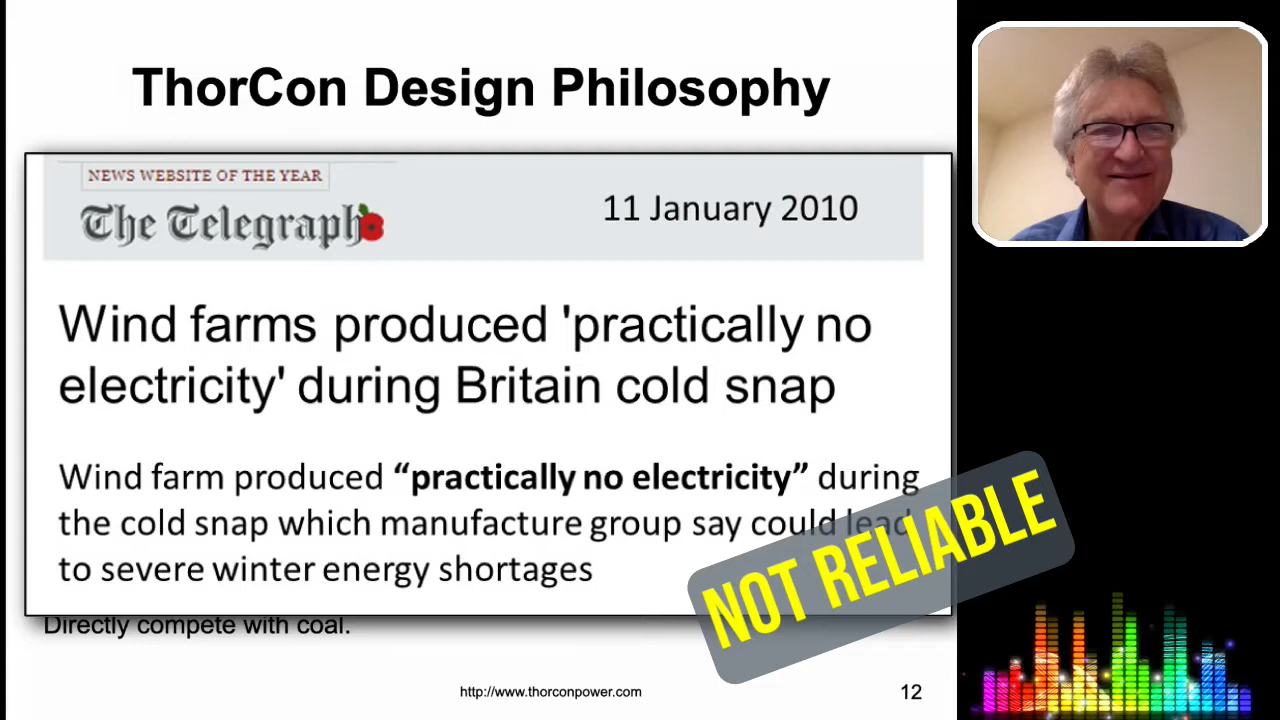 ThorCon Design Philosophy
NEWS WEBSITE OF THE YEAR
The Telegraph
11 January 2010
Wind farms produced 'practically no
electricity' during Britain cold snap
Wind farm produced “practically no electricity” during
the cold snap which manufacture group say could lead
to severe winter energy shortages
NOT RELIABLE
Directly compete with coal.
http://www.thorconpower.com
12